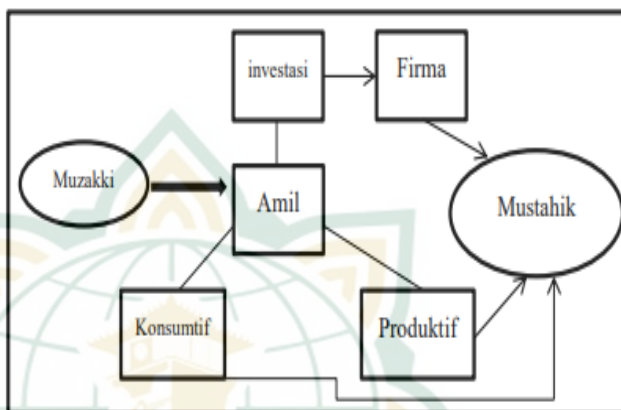 investasi
Firma
Muzakki
Amil
Mustahik
Konsumtif
Produktif